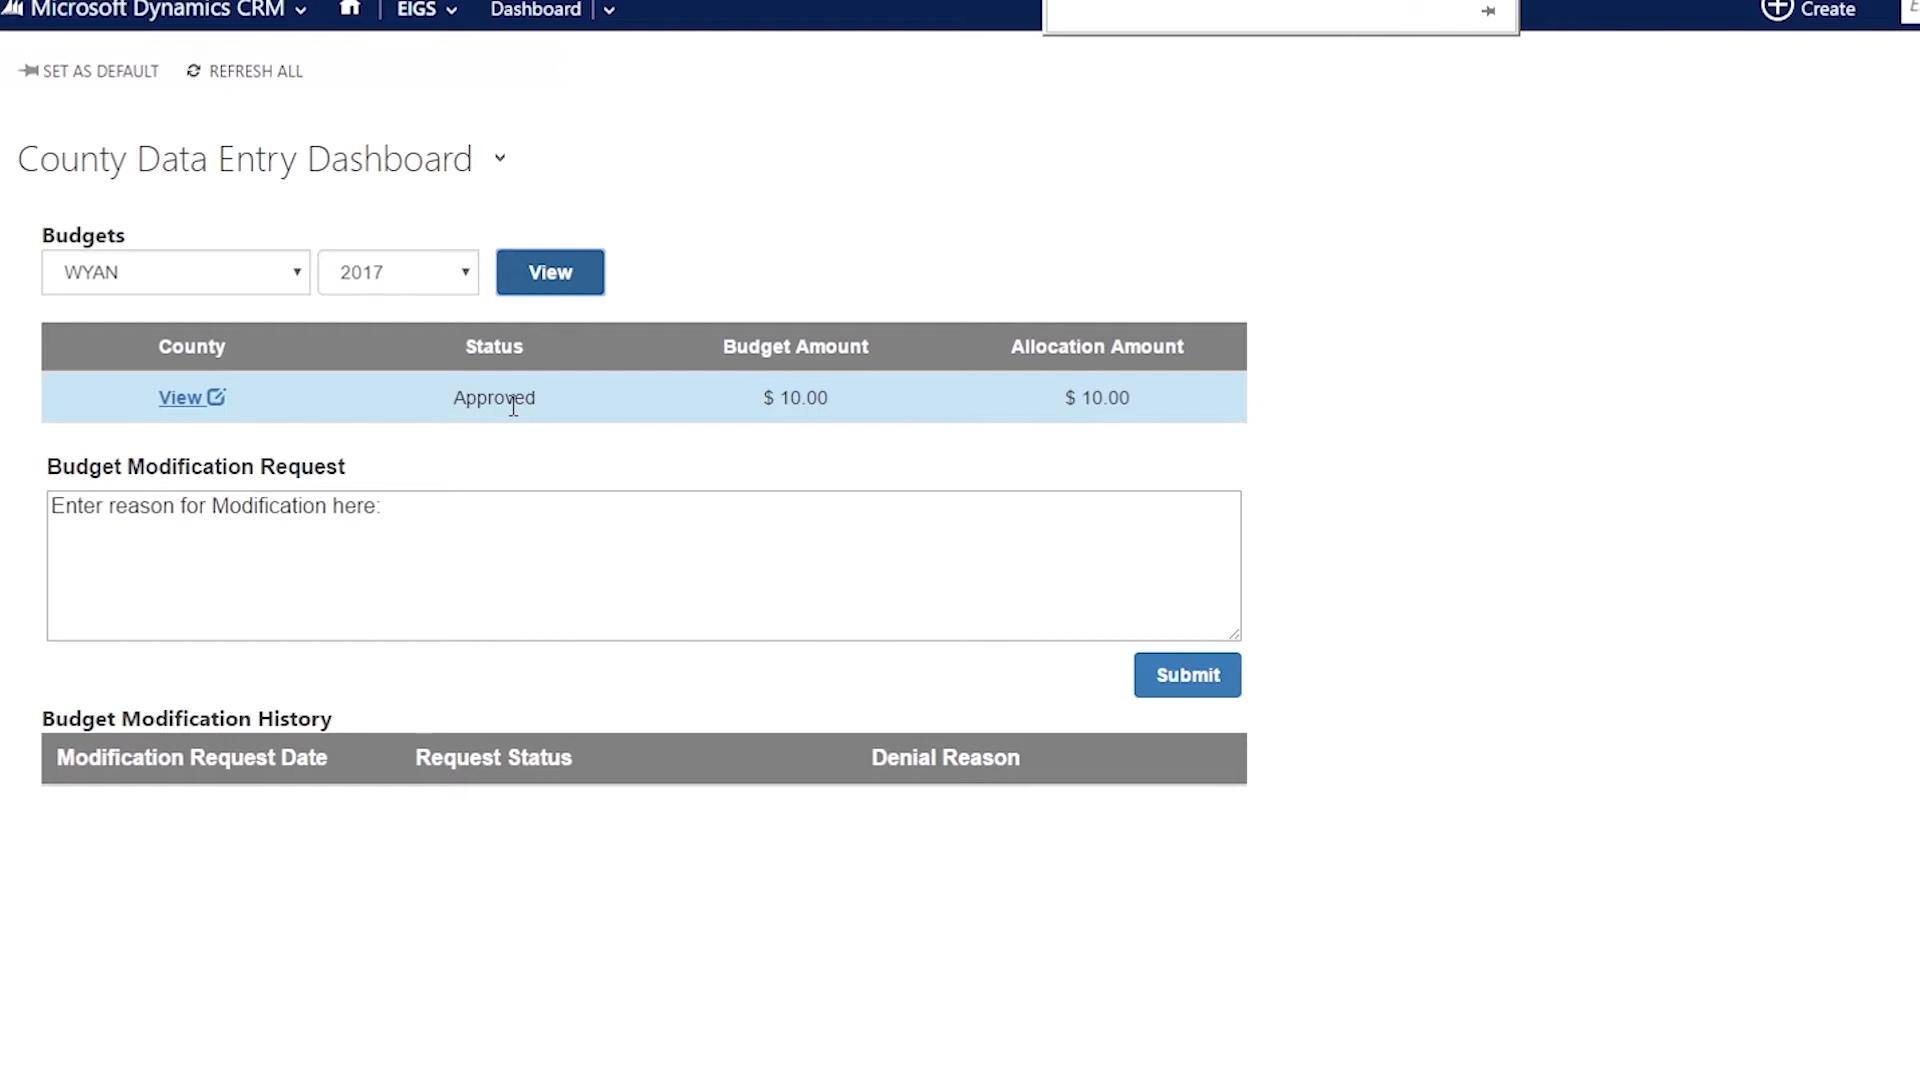 Microsoft Dynamics CRM EIGS Dashboard Create
SET AS DEFAULT REFRESH ALL
County Data Entry Dashboard
Budgets
WYAN 2017 View
County Status Budget Amount Allocation Amount
View Approved $ 10.00 $ 10.00
Budget Modification Request
Enter reason for Modification here:
Submit
Budget Modification History
Modification Request Date Request Status Denial Reason